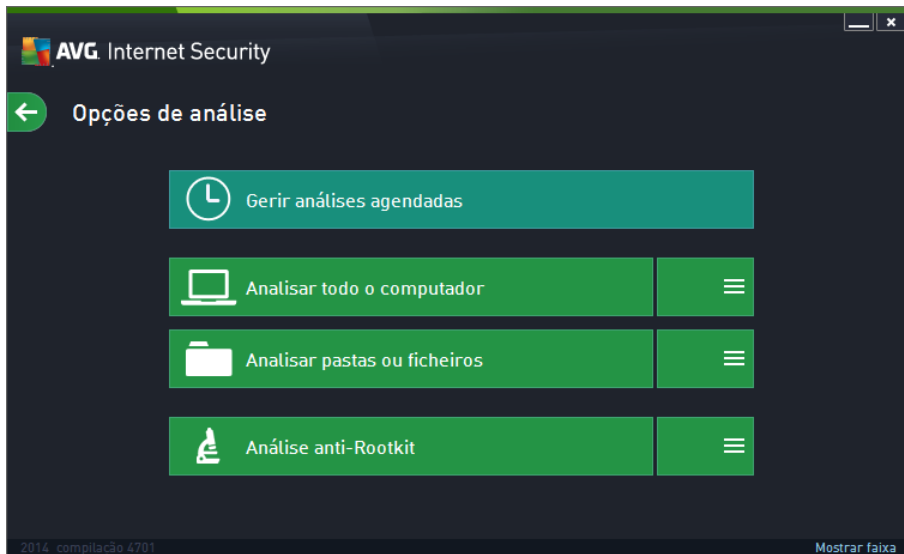 AVG. Internet Security
Opções de análise
Gerir análises agendadas
Analisar todo o computador
Analisar pastas ou ficheiros
Análise anti-Rootkit
2014 compilação 4701
Mostrar faixa